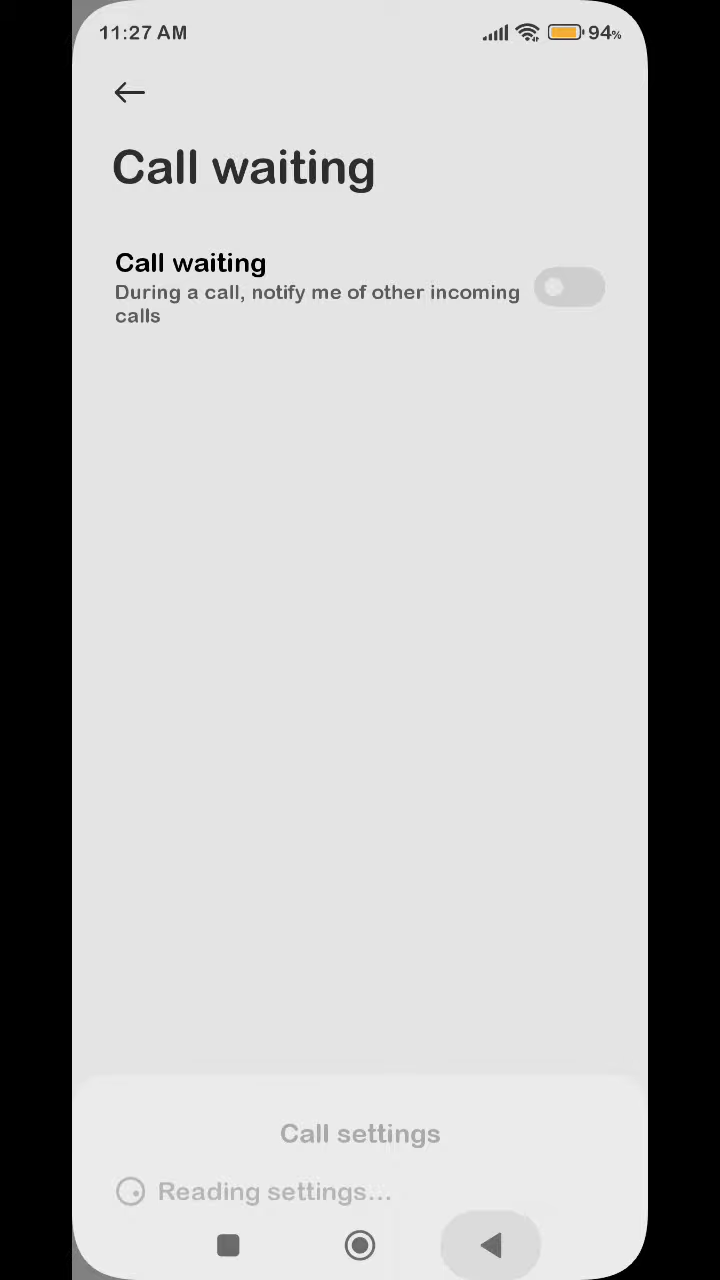 11:27 AM 94%
Call waiting
Call waiting
During a call, notify me of other incoming
calls
Call settings
Reading settings...